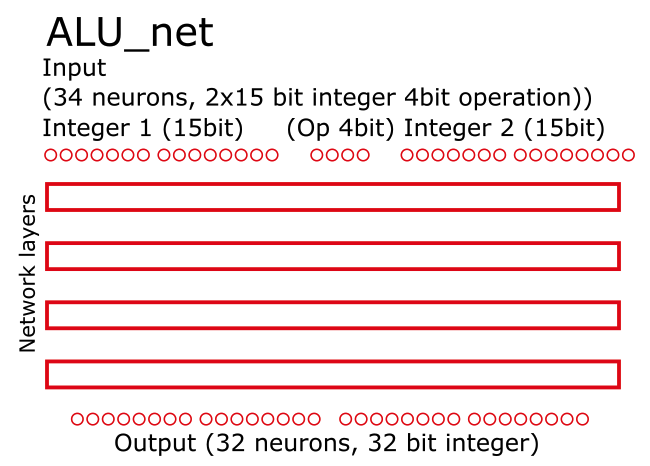 ALU_net
Input
(34 neurons, 2x15 bit integer 4bit operation))
Integer 1 (15bit) (Op 4bit) Integer 2 (15bit)
Network layers
Output (32 neurons, 32 bit integer)